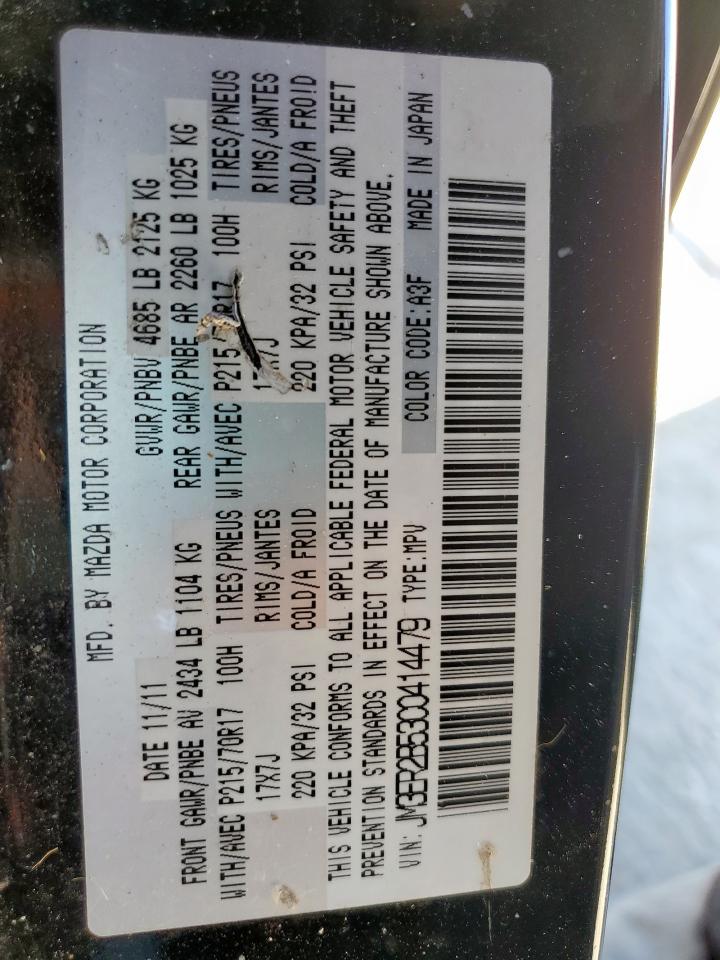 MFD. BY MAZDA MOTOR CORPORATION
DATE 11/11 GVWR/PNBV 4685 LB 2125 KG
FRONT GAWR/PNBE AV 2434 LB 1104 KG REAR GAWR/PNBE AR 2260 LB 1025 KG
WITH/AVEC P215/70R17 100H TIRES/PNEUS WITH/AVEC P215 R17 100H TIRES/PNEUS
17X7J RIMS/JANTES 17X7J RIMS/JANTES
220 KPA/32 PSI COLD/A FROID 220 KPA/32 PSI COLD/A FROID
THIS VEHICLE CONFORMS TO ALL APPLICABLE FEDERAL MOTOR VEHICLE SAFETY AND THEFT
PREVENTION STANDARDS IN EFFECT ON THE DATE OF MANUFACTURE SHOWN ABOVE.
VIN: JM3ER2B5300414479 TYPE:MPV COLOR CODE:A3F MADE IN JAPAN